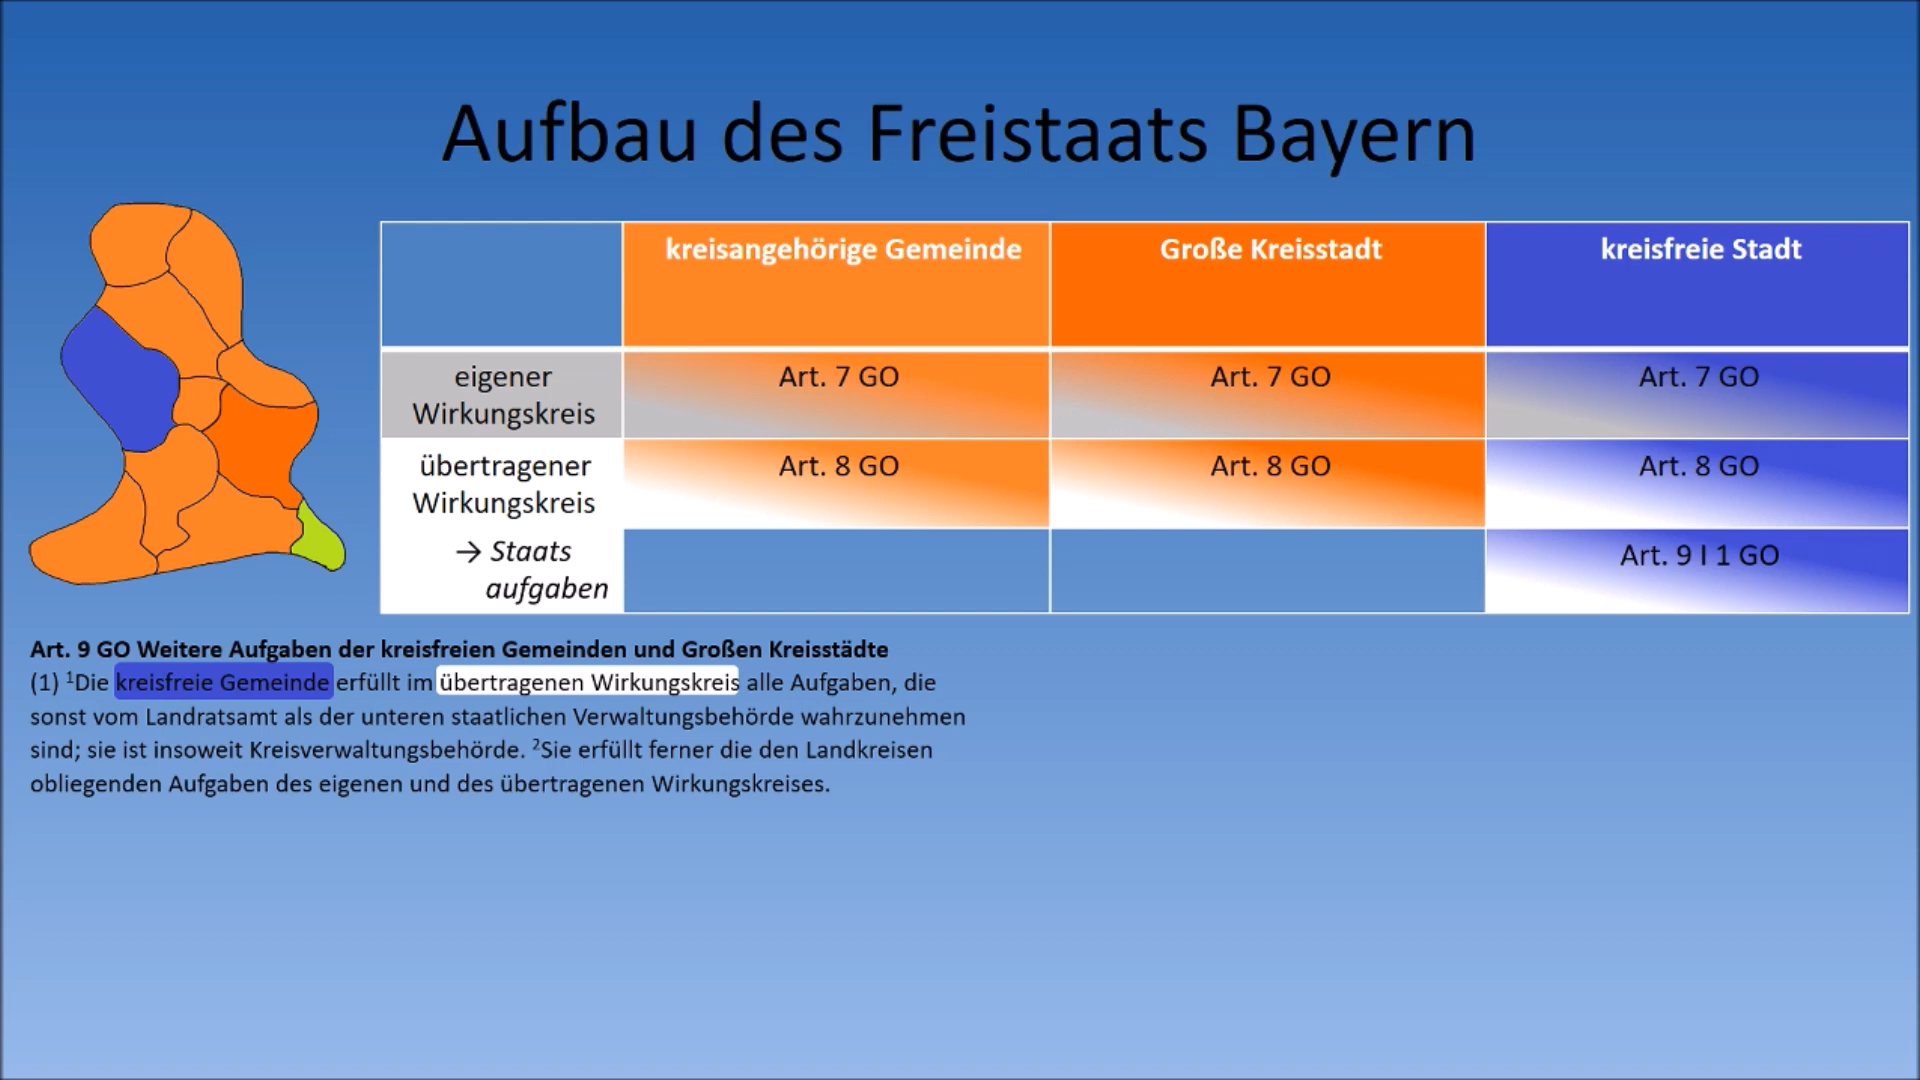 Aufbau des Freistaats Bayern
kreisangehörige Gemeinde Große Kreisstadt kreisfreie Stadt
eigener
Wirkungskreis
Art. 7 GO Art. 7 GO Art. 7 GO
übertragener
Wirkungskreis
Art. 8 GO Art. 8 GO Art. 8 GO
→ Staats
aufgaben
Art. 9 I 1 GO
Art. 9 GO Weitere Aufgaben der kreisfreien Gemeinden und Großen Kreisstädte
(1) ¹Die kreisfreie Gemeinde erfüllt im übertragenen Wirkungskreis alle Aufgaben, die
sonst vom Landratsamt als der unteren staatlichen Verwaltungsbehörde wahrzunehmen
sind; sie ist insoweit Kreisverwaltungsbehörde. ²Sie erfüllt ferner die den Landkreisen
obliegenden Aufgaben des eigenen und des übertragenen Wirkungskreises.